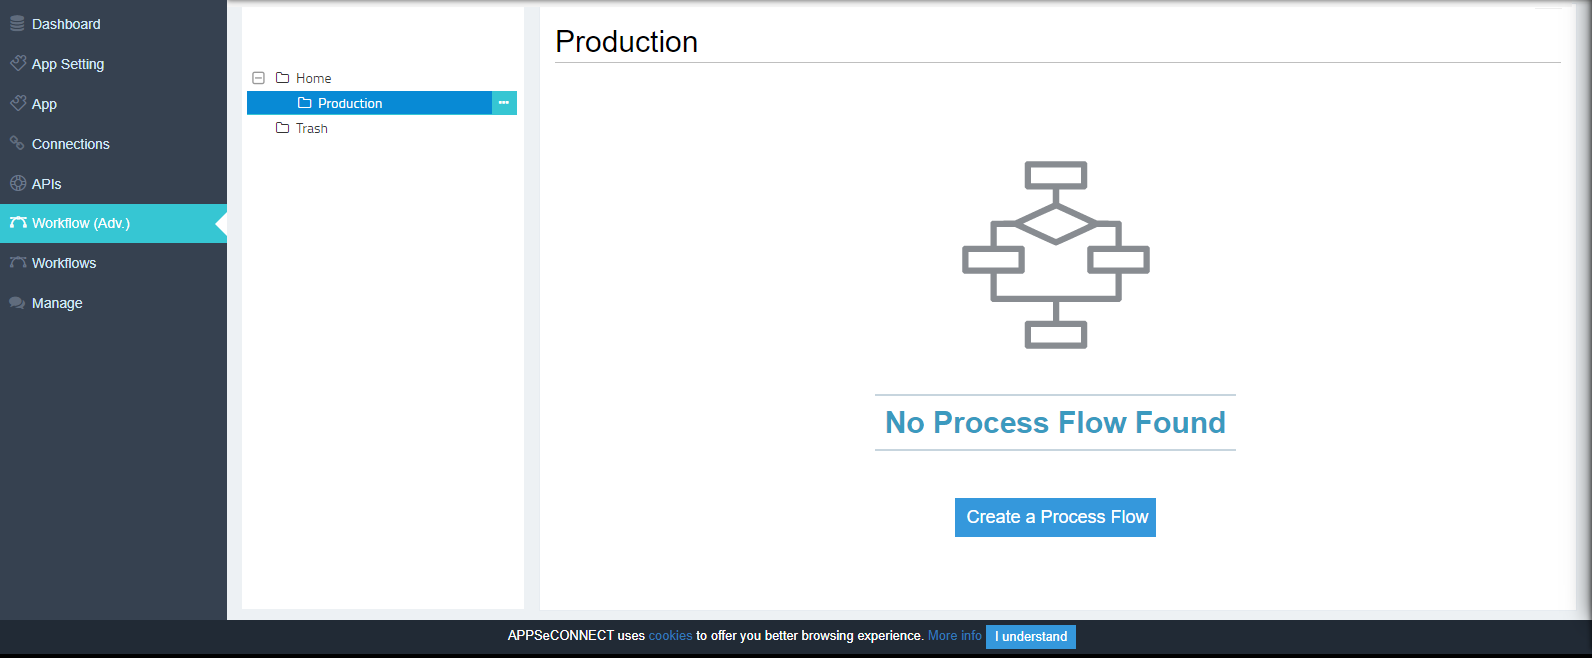 Dashboard
App Setting
App
Connections
APIs
Workflow (Adv.)
Workflows
Manage
Home
Production
Trash
Production
No Process Flow Found
Create a Process Flow
APPSeCONNECT uses cookies to offer you better browsing experience. More info I understand